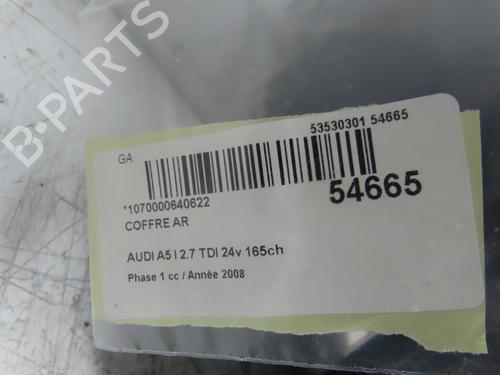 B-PARTS
GA
53530301 54665
*1070000640622
54665
COFFRE AR
AUDI A5 I 2.7 TDI 24v 165ch
Phase 1 cc / Année 2008